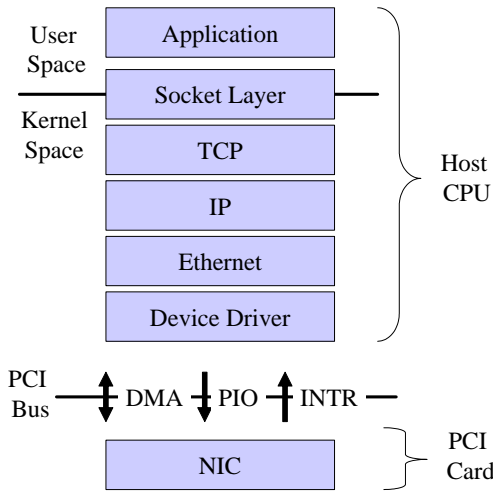 User
Space
Application
Socket Layer
Kernel
Space
TCP
IP
Ethernet
Device Driver
Host
CPU
PCI
Bus
DMA PIO INTR
NIC
PCI
Card